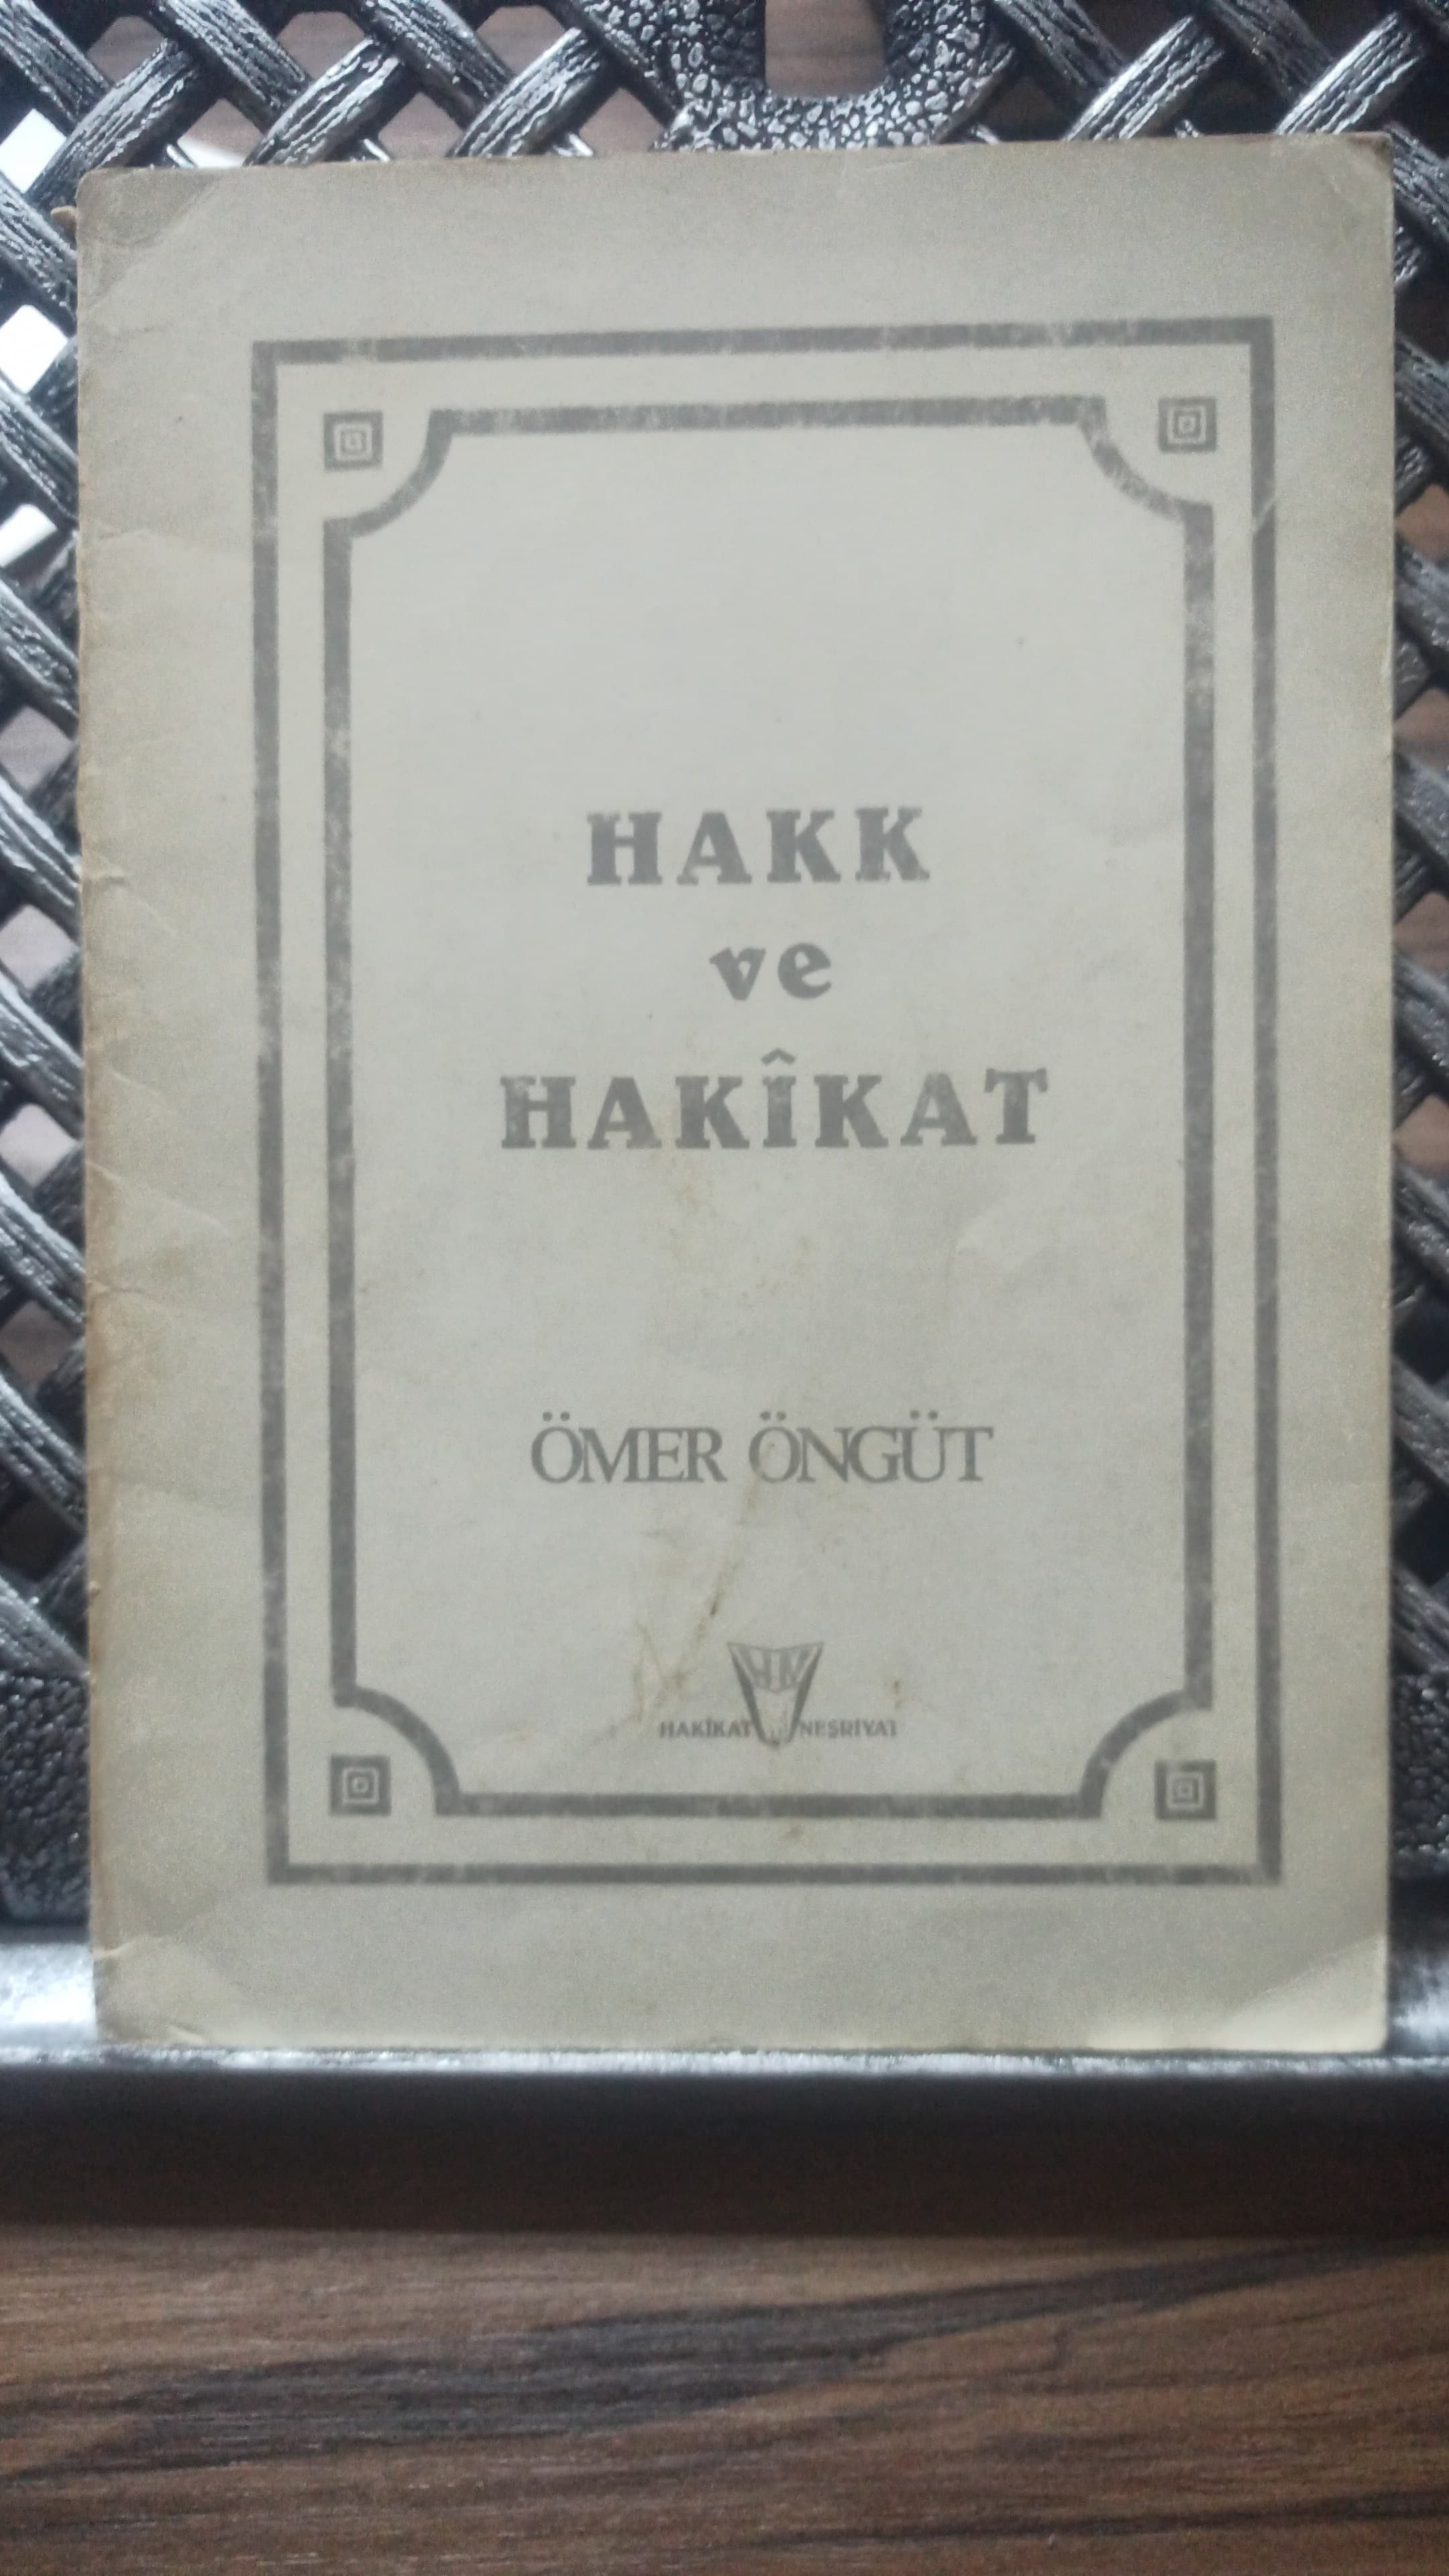 HAKK
ve
HAKÎKAT
ÖMER ÖNGÜT
HAKİKAT NEŞRİYAT